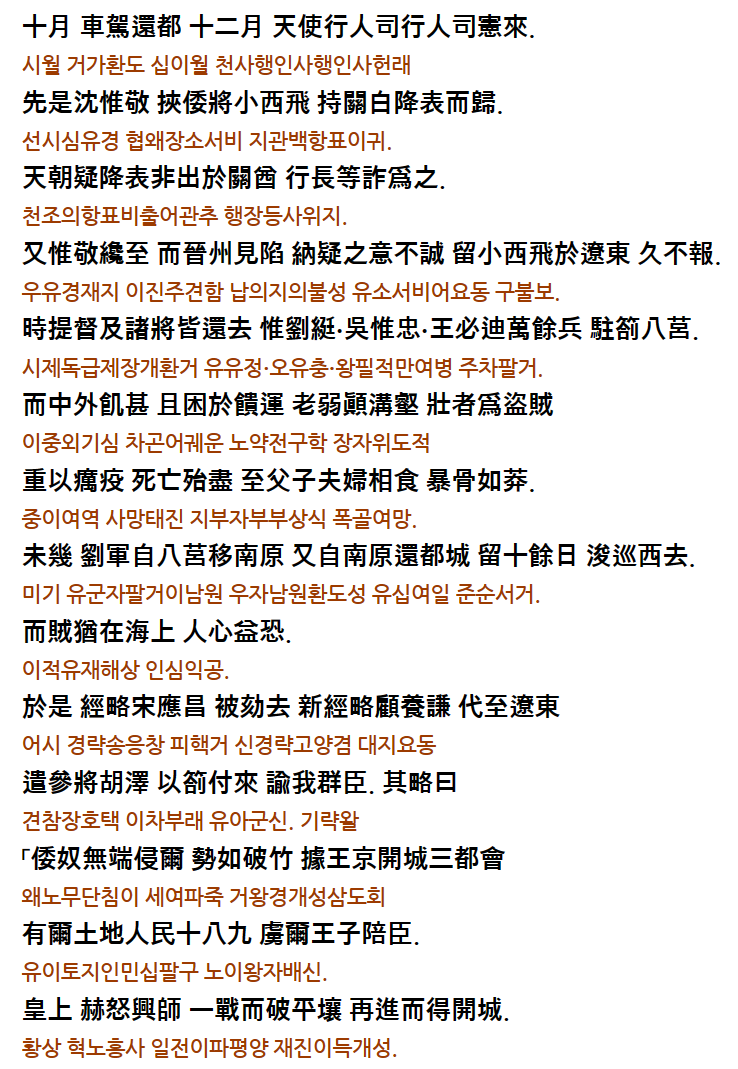 十月 車駕還都 十二月 天使行人司行人司憲來.
시월 거가환도 십이월 천사행인사행인사헌래
先是沈惟敬 挾倭將小西飛 持關白降表而歸.
선시심유경 협왜장소서비 지관백항표이귀.
天朝疑降表非出於關酋 行長等詐爲之.
천조의항표비출어관추 행장등사위지.
又惟敬纔至 而晉州見陷 納疑之意不誠 留小西飛於遼東 久不報.
우유경재지 이진주견함 납의지의불성 유소서비어요동 구불보.
時提督及諸將皆還去 惟劉綎·吳惟忠·王必迪萬餘兵 駐箚八莒.
시제독급제장개환거 유유정·오유충·왕필적만여병 주차팔거.
而中外飢甚 且困於饋運 老弱顚溝壑 壯者爲盜賊
이중외기심 차곤어궤운 노약전구학 장자위도적
重以癘疫 死亡殆盡 至父子夫婦相食 暴骨如莽.
중이여역 사망태진 지부자부부상식 폭골여망.
未幾 劉軍自八莒移南原 又自南原還都城 留十餘日 浚巡西去.
미기 유군자팔거이남원 우자남원환도성 유십여일 준순서거.
而賊猶在海上 人心益恐.
이적유재해상 인심익공.
於是 經略宋應昌 被劾去 新經略顧養謙 代至遼東
어시 경략송응창 피핵거 신경략고양겸 대지요동
遣參將胡澤 以箚付來 諭我群臣. 其略曰
견참장호택 이차부래 유아군신. 기략왈
「倭奴無端侵爾 勢如破竹 據王京開城三都會
왜노무단침이 세여파죽 거왕경개성삼도회
有爾土地人民十八九 虜爾王子陪臣.
유이토지인민십팔구 노이왕자배신.
皇上 赫怒興師 一戰而破平壤 再進而得開城.
황상 혁노흥사 일전이파평양 재진이득개성.